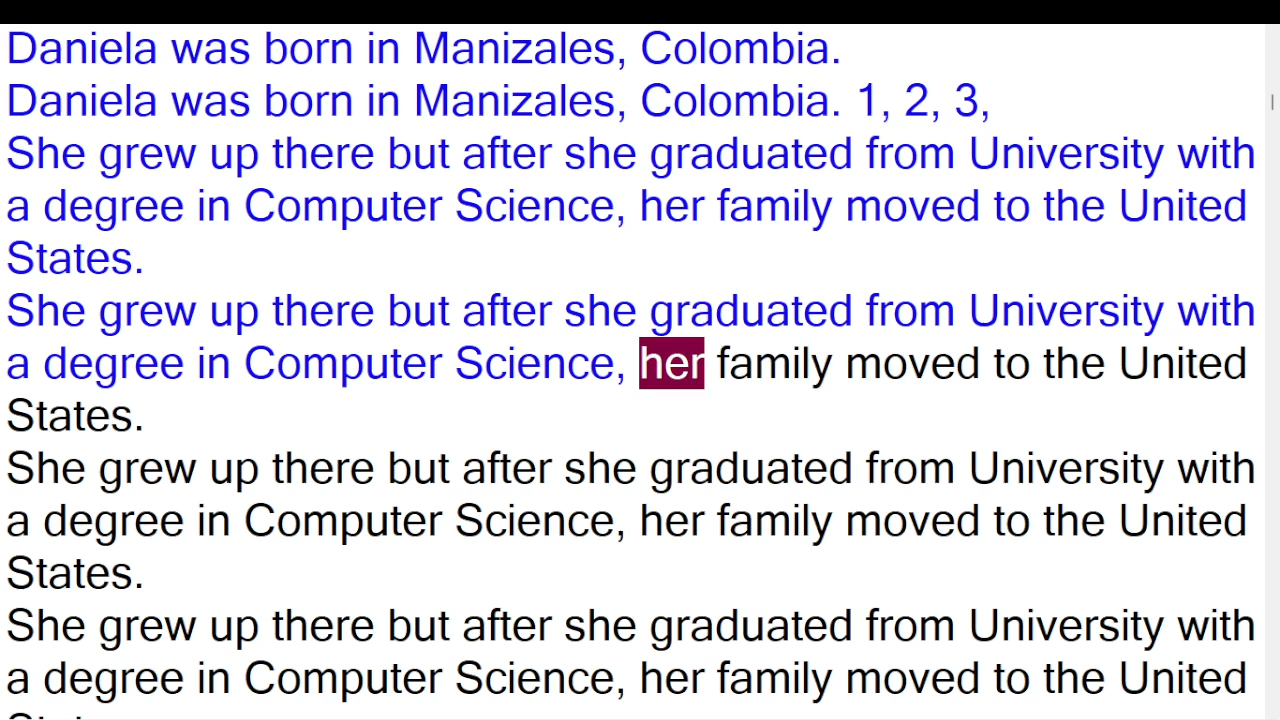 Daniela was born in Manizales, Colombia.
Daniela was born in Manizales, Colombia. 1, 2, 3,
She grew up there but after she graduated from University with
a degree in Computer Science, her family moved to the United
States.
She grew up there but after she graduated from University with
a degree in Computer Science, her family moved to the United
States.
She grew up there but after she graduated from University with
a degree in Computer Science, her family moved to the United
States.
She grew up there but after she graduated from University with
a degree in Computer Science, her family moved to the United